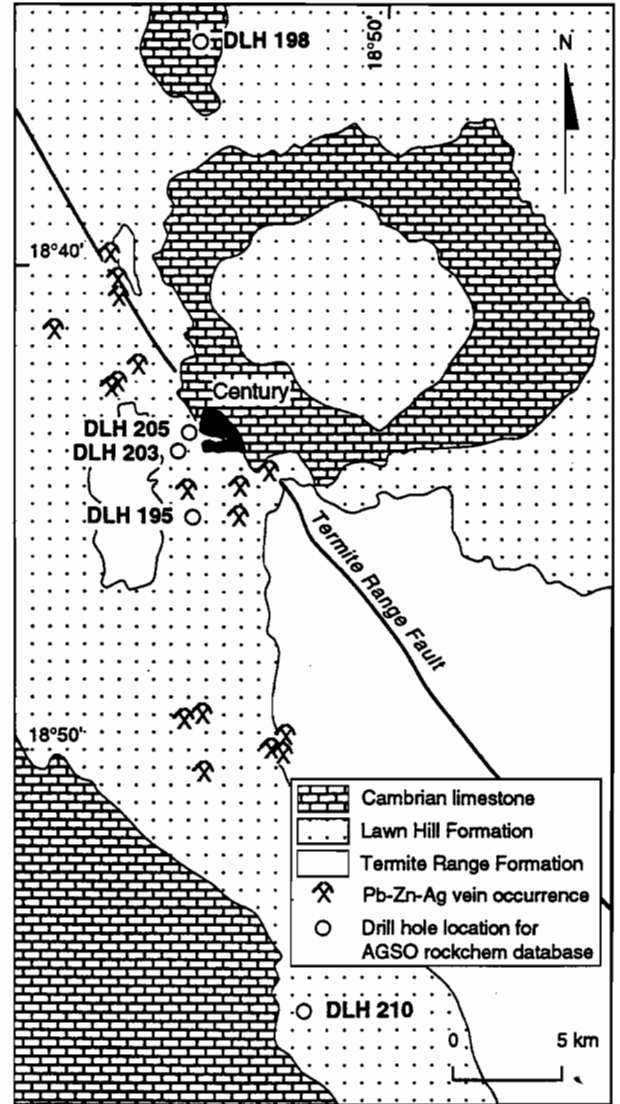 DLH 198
18°50'
N
18°40'
Century
DLH 205
DLH 203
DLH 195
Termite Range Fault
18°50'
Cambrian limestone
Lawn Hill Formation
Termite Range Formation
Pb-Zn-Ag vein occurrence
Drill hole location for
AGSO rockchem database
DLH 210
0 5 km